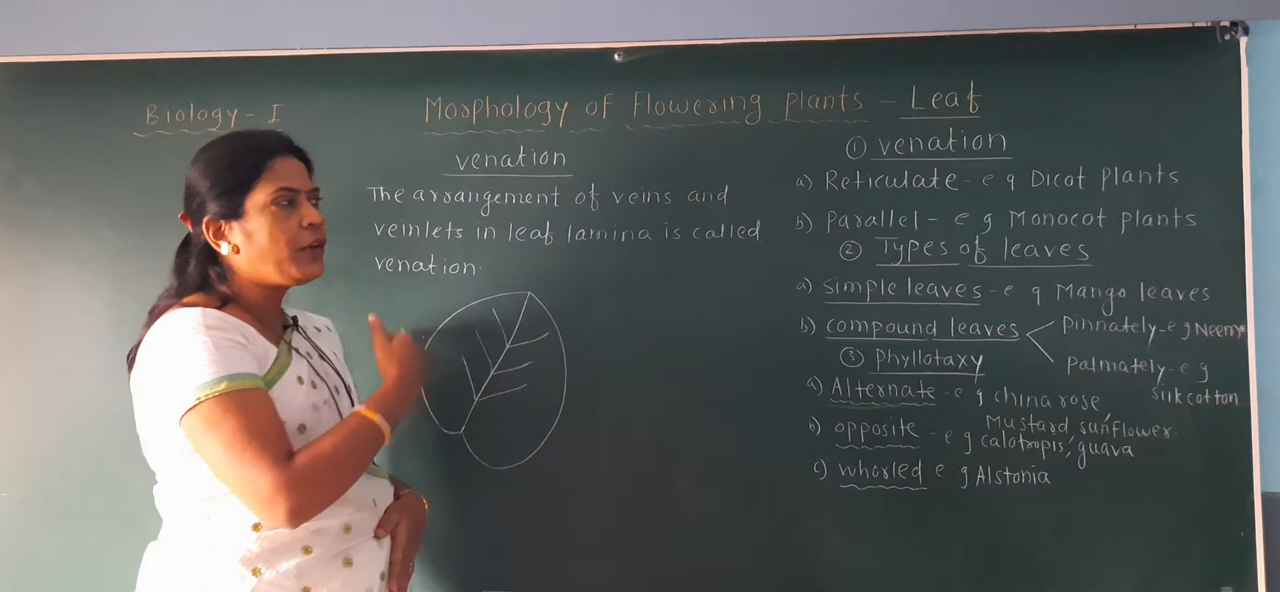 Biology - I
Morphology of Flowering Plants - Leaf
venation
The arrangement of veins and
veinlets in leaf lamina is called
venation.
① venation
a) Reticulate - e g Dicot plants
b) Parallel - e g Monocot plants
② Types of leaves
a) simple leaves - e g Mango leaves
b) compound leaves < Pinnately - e g Neem
Palmately - e g
silk cotton
③ Phyllotaxy
a) Alternate - e g china rose,
Mustard sunflower.
b) opposite - e g calotropis, guava
c) whorled e g Alstonia